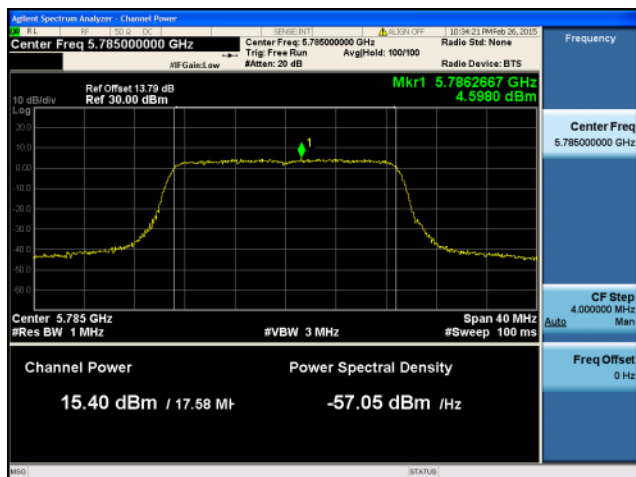 Agilent Spectrum Analyzer - Channel Power
RL RF 50 Ω DC SENSE:INT ALIGN OFF 10:34:21 PM Feb 26, 2015
Center Freq 5.785000000 GHz
Center Freq: 5.785000000 GHz
Radio Std: None
Trig: Free Run Avg|Hold: 100/100
#IFGain:Low
#Atten: 20 dB
Radio Device: BTS
Frequency
Mkr1 5.7862667 GHz
4.5980 dBm
Ref Offset 13.79 dB
10 dB/div
Ref 30.00 dBm
Log
20.0
10.0
0.00
-10.0
-20.0
-30.0
-40.0
-50.0
-60.0
1
Center 5.785 GHz
Span 40 MHz
#Res BW 1 MHz
#VBW 3 MHz
#Sweep 100 ms
Channel Power
Power Spectral Density
15.40 dBm / 17.58 MH
-57.05 dBm /Hz
Center Freq
5.785000000 GHz
CF Step
4.000000 MHz
Auto Man
Freq Offset
0 Hz
MSG
STATUS